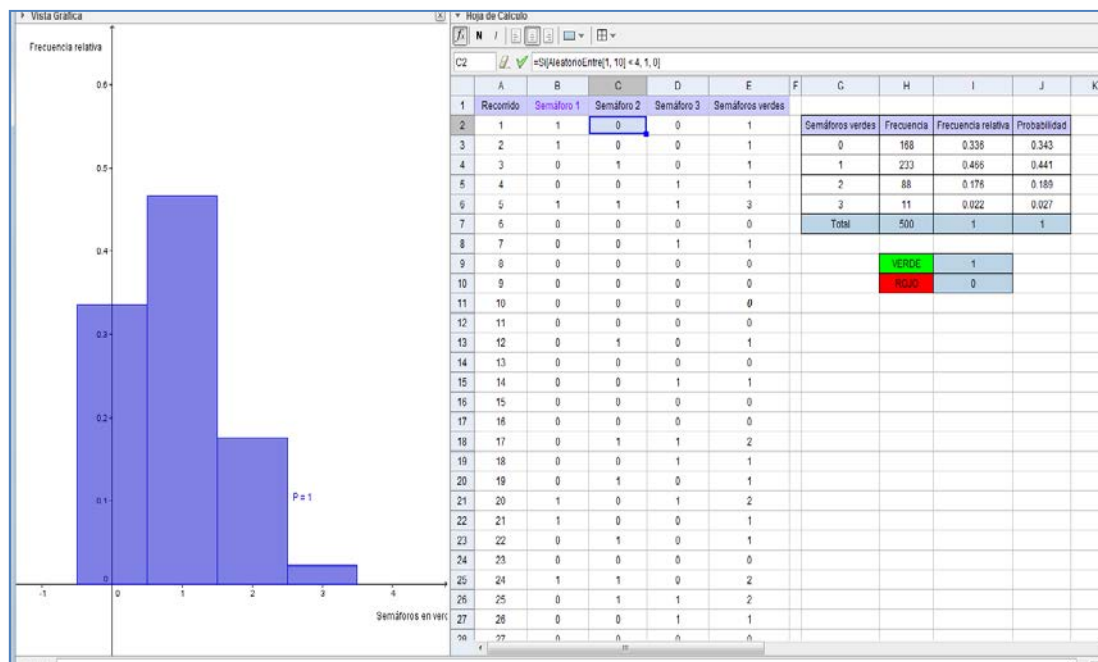 Vista Gráfica
Frecuencia relativa
0.6
0.5
0.4
0.3
0.2
0.1
0
P = 1
-1 0 1 2 3 4
Semáforos en verd
Hoja de Cálculo
fx N I
C2 =Si[AleatorioEntre[1, 10] < 4, 1, 0]
A B C D E F G H I J K
1 Recorrido Semáforo 1 Semáforo 2 Semáforo 3 Semáforos verdes
2 1 1 0 0 1 Semáforos verdes Frecuencia Frecuencia relativa Probabilidad
3 2 1 0 0 1 0 168 0.336 0.343
4 3 0 1 0 1 1 233 0.466 0.441
5 4 0 0 1 1 2 88 0.176 0.189
6 5 1 1 1 3 3 11 0.022 0.027
7 6 0 0 0 0 Total 500 1 1
8 7 0 0 1 1
9 8 0 0 0 0 VERDE 1
10 9 0 0 0 0 ROJO 0
11 10 0 0 0 0
12 11 0 0 0 0
13 12 0 1 0 1
14 13 0 0 0 0
15 14 0 0 1 1
16 15 0 0 0 0
17 16 0 0 0 0
18 17 0 1 1 2
19 18 0 0 1 1
20 19 0 1 0 1
21 20 1 0 1 2
22 21 1 0 0 1
23 22 0 1 0 1
24 23 0 0 0 0
25 24 1 1 0 2
26 25 0 1 1 2
27 26 0 0 1 1
28 27 0 0 0 0